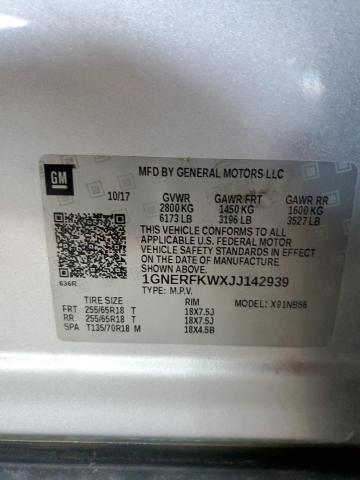 GM
MFD BY GENERAL MOTORS LLC
10/17 GVWR GAWR FRT GAWR RR
2800 KG 1450 KG 1600 KG
6173 LB 3196 LB 3527 LB
THIS VEHICLE CONFORMS TO ALL
APPLICABLE U.S. FEDERAL MOTOR
VEHICLE SAFETY STANDARDS IN EFFECT
ON THE DATE OF MANUFACTURE
SHOWN ABOVE.
636R
1GNERFKWXJJ142939
TYPE: M.P.V.
TIRE SIZE RIM MODEL: X91NB56
FRT 255/65R18 T 18X7.5J
RR 255/65R18 T 18X7.5J
SPA T135/70R18 M 18X4.5B